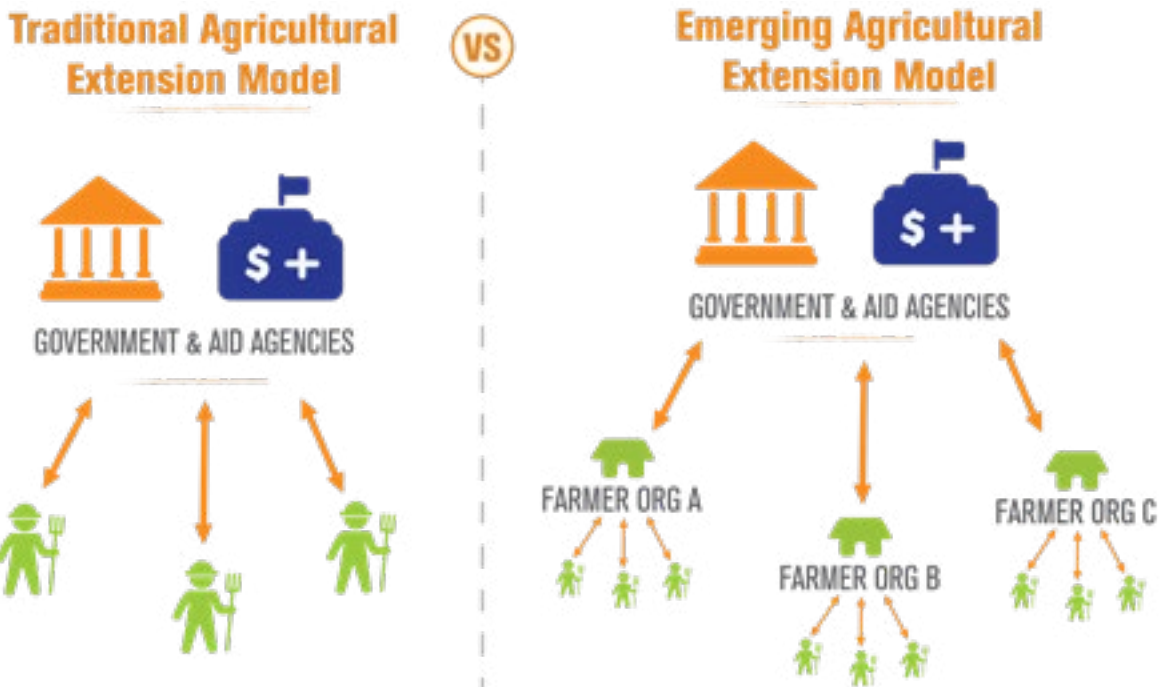 Traditional Agricultural
Extension Model
VS
Emerging Agricultural
Extension Model
$ +
GOVERNMENT & AID AGENCIES
$ +
GOVERNMENT & AID AGENCIES
FARMER ORG A
FARMER ORG B
FARMER ORG C